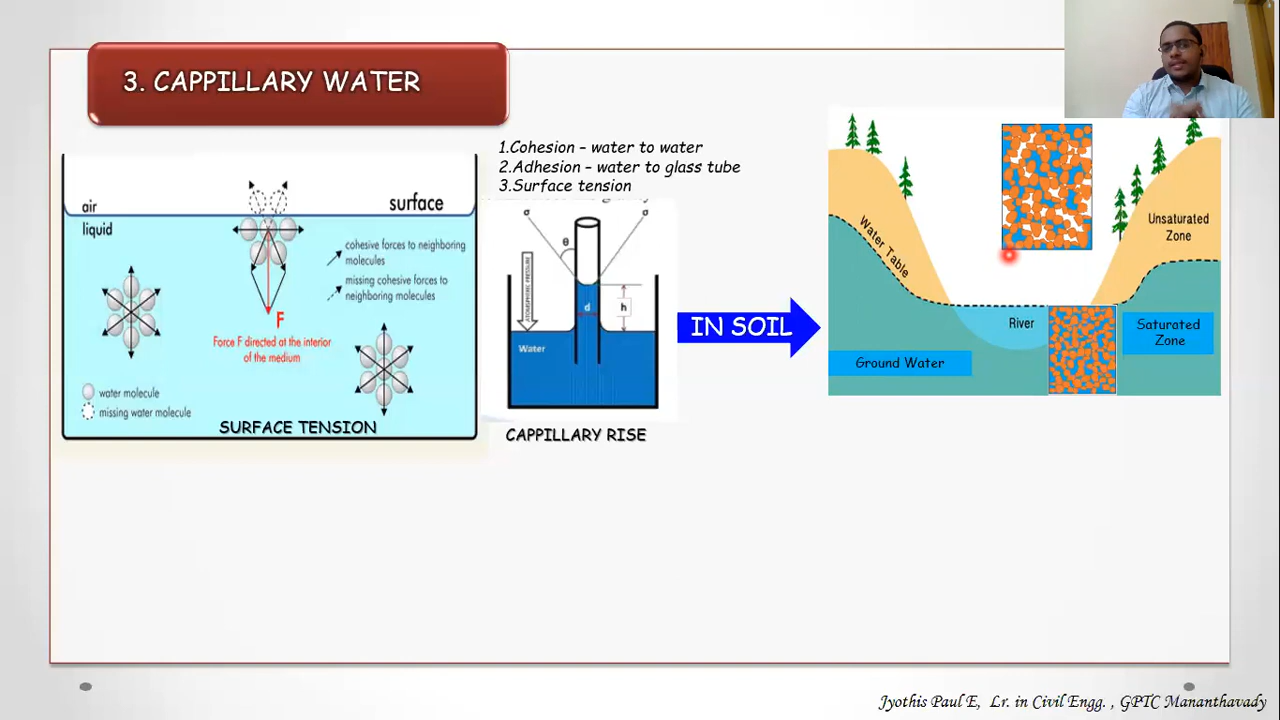 3. CAPPILLARY WATER
1.Cohesion – water to water
2.Adhesion – water to glass tube
3.Surface tension
air
surface
liquid
cohesive forces to neighboring
molecules
missing cohesive forces to
neighboring molecules
F
Force F directed at the interior
of the medium
water molecule
missing water molecule
SURFACE TENSION
σ
σ
θ
ATMOSPHERIC PRESSURE
d
h
Water
CAPPILLARY RISE
IN SOIL
Water Table
Unsaturated
Zone
River
Saturated
Zone
Ground Water
Jyothis Paul E, Lr. in Civil Engg. , GPTC Mananthavady